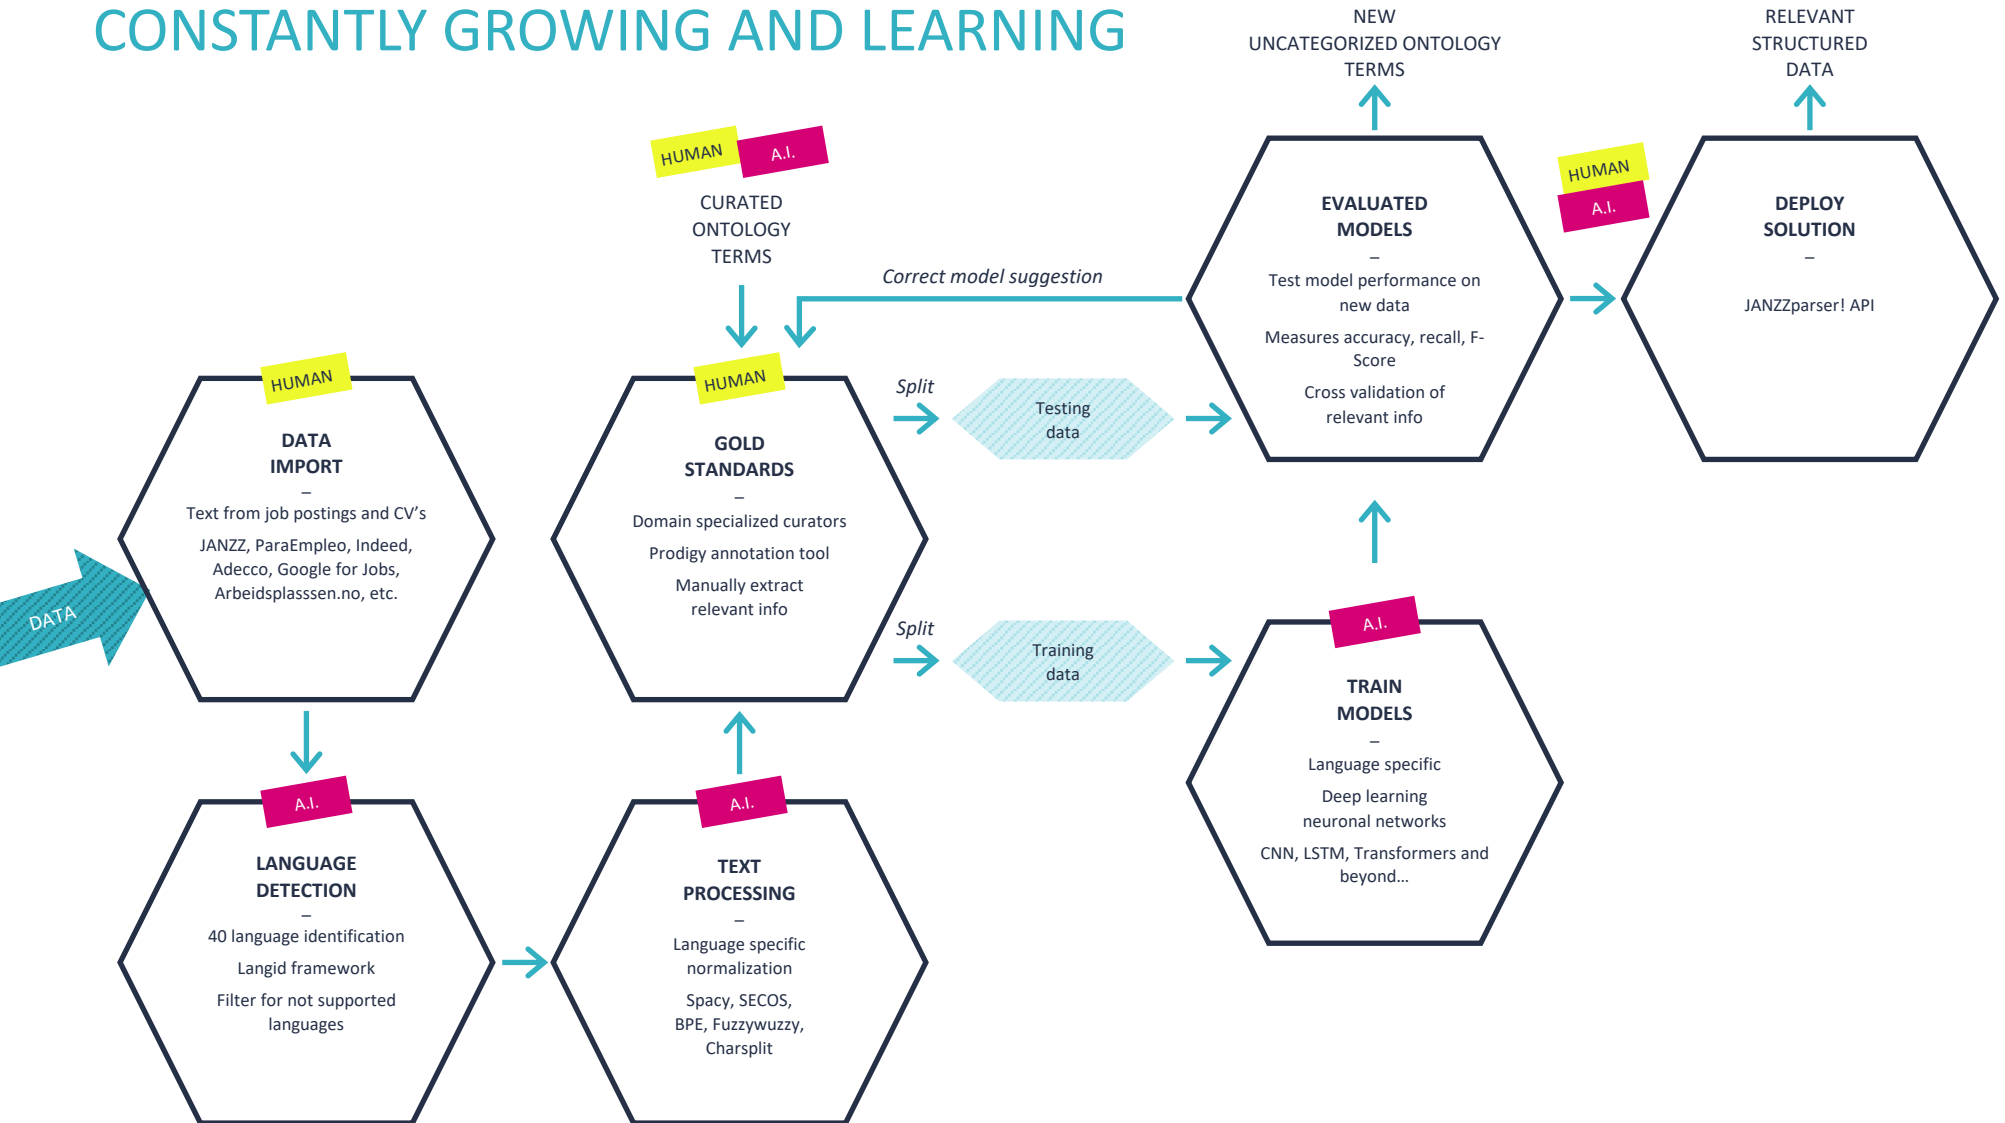 CONSTANTLY GROWING AND LEARNING
NEW
UNCATEGORIZED ONTOLOGY
TERMS
RELEVANT
STRUCTURED
DATA
HUMAN
A.I.
CURATED
ONTOLOGY
TERMS
Correct model suggestion
EVALUATED
MODELS
–
Test model performance on
new data
Measures accuracy, recall, F-
Score
Cross validation of
relevant info
HUMAN
A.I.
DEPLOY
SOLUTION
–
JANZZparser! API
DATA
HUMAN
DATA
IMPORT
–
Text from job postings and CV’s
JANZZ, ParaEmpleo, Indeed,
Adecco, Google for Jobs,
Arbeidsplasssen.no, etc.
HUMAN
GOLD
STANDARDS
–
Domain specialized curators
Prodigy annotation tool
Manually extract
relevant info
Split
Testing
data
Split
Training
data
A.I.
TRAIN
MODELS
–
Language specific
Deep learning
neuronal networks
CNN, LSTM, Transformers and
beyond…
A.I.
LANGUAGE
DETECTION
–
40 language identification
Langid framework
Filter for not supported
languages
A.I.
TEXT
PROCESSING
–
Language specific
normalization
Spacy, SECOS,
BPE, Fuzzywuzzy,
Charsplit